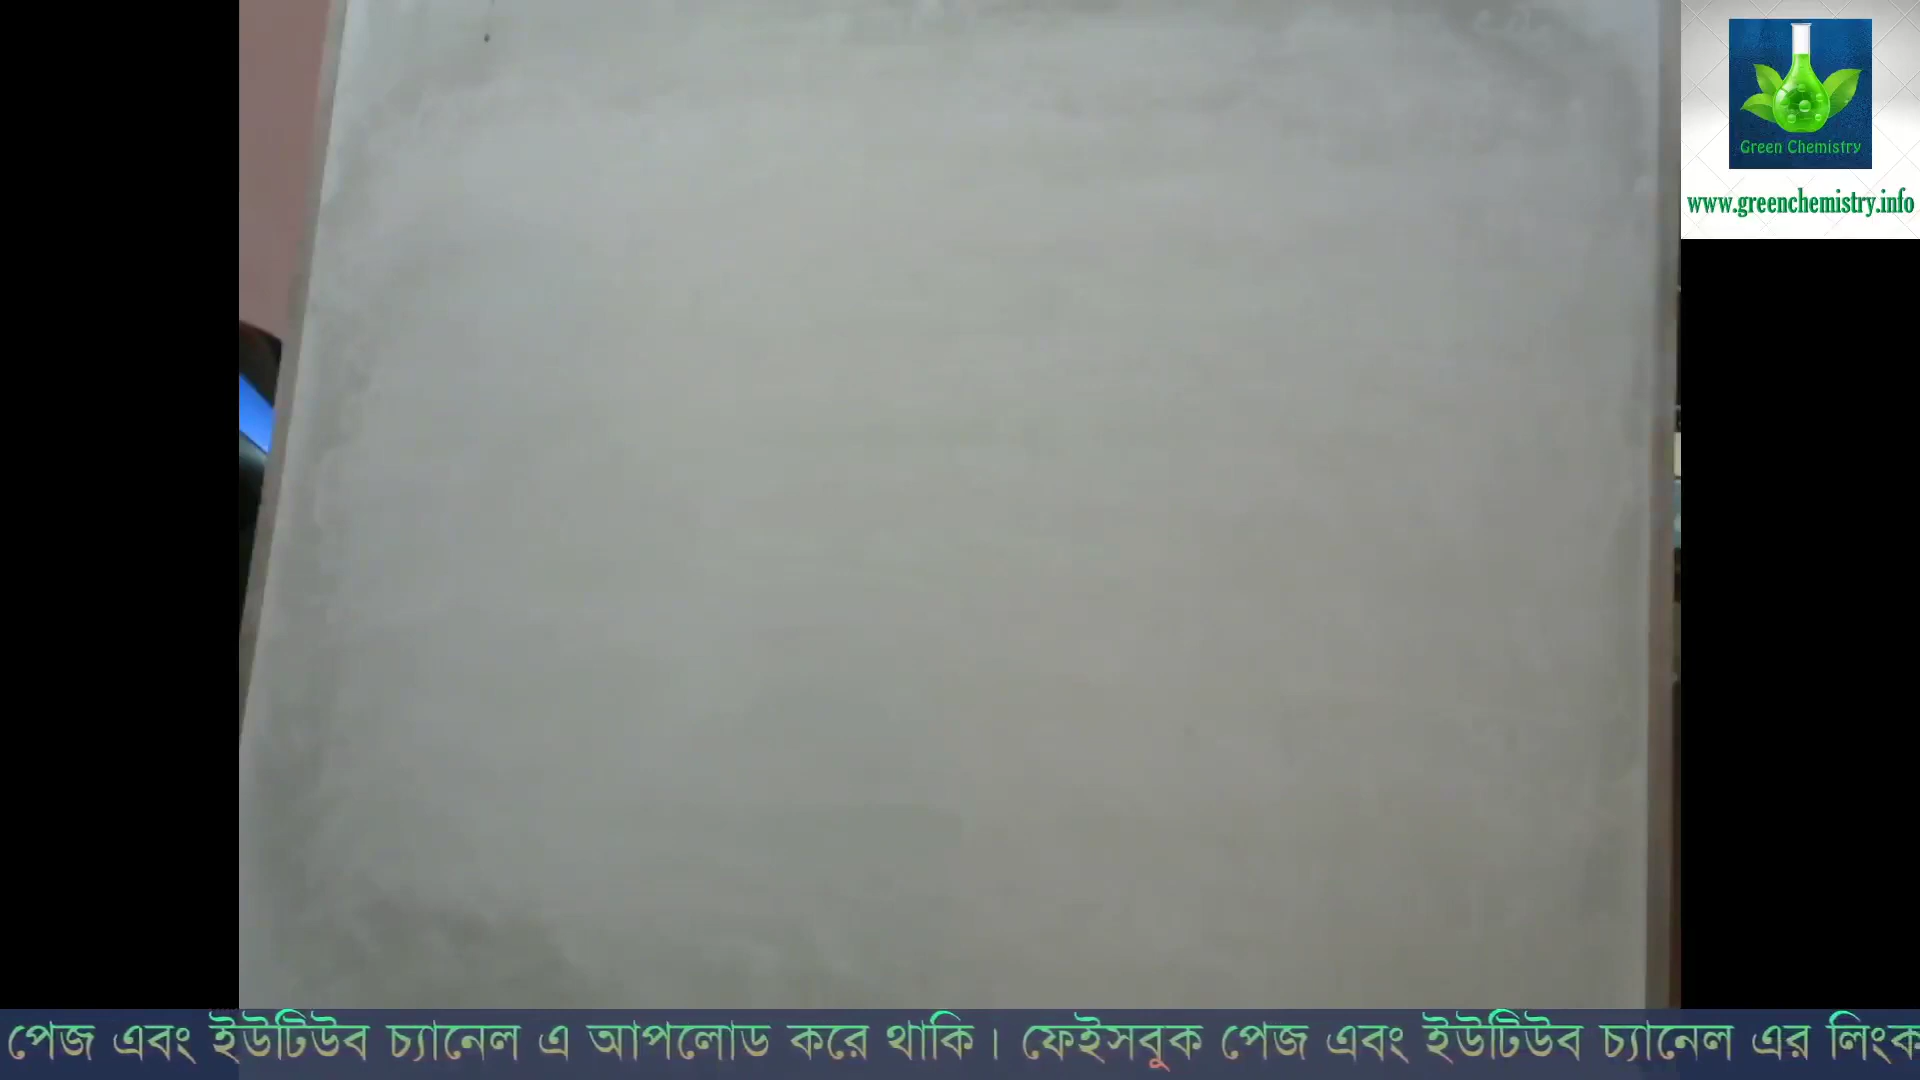 Green Chemistry
www.greenchemistry.info
পেজ এবং ইউটিউব চ্যানেল এ আপলোড করে থাকি। ফেইসবুক পেজ এবং ইউটিউব চ্যানেল এর লিংক